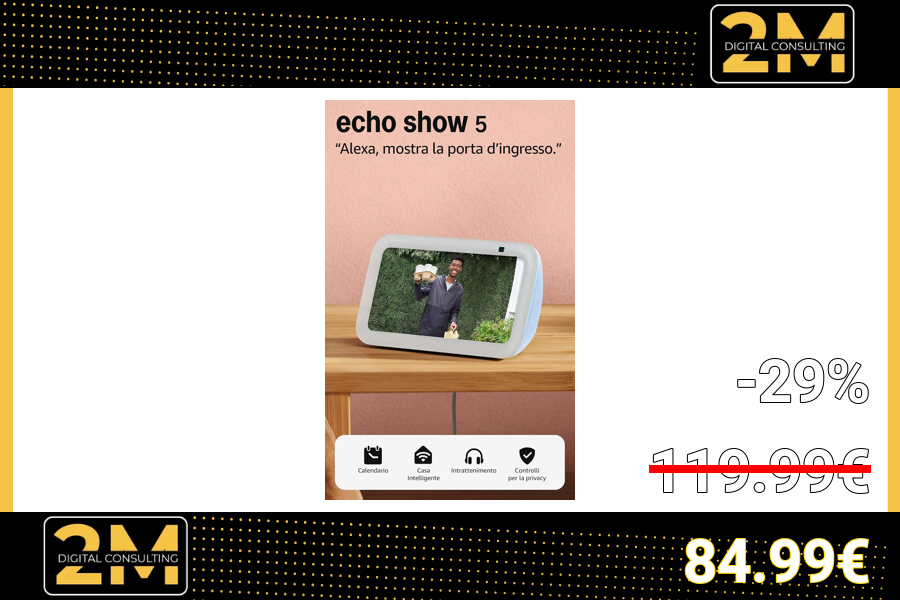 2M
DIGITAL CONSULTING
echo show 5
“Alexa, mostra la porta d’ingresso.”
-29%
119.99€
Calendario
Casa
Intelligente
Intrattenimento
Controlli
per la privacy
2M
DIGITAL CONSULTING
84.99€